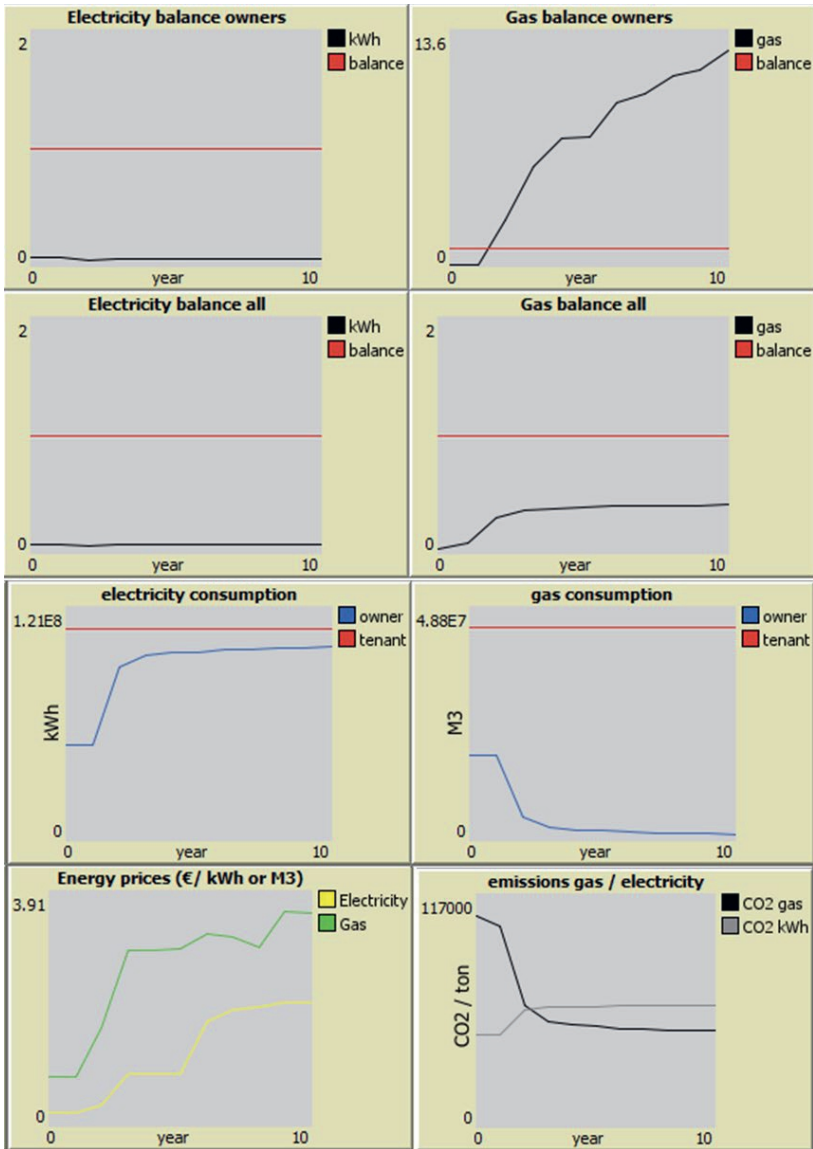 Electricity balance owners
2
kWh
balance
0
0 year 10
Gas balance owners
13.6
gas
balance
0
0 year 10
Electricity balance all
2
kWh
balance
0
0 year 10
Gas balance all
2
gas
balance
0
0 year 10
electricity consumption
1.21E8
owner
tenant
kWh
0
0 year 10
gas consumption
4.88E7
owner
tenant
M3
0
0 year 10
Energy prices (€/ kWh or M3)
3.91
Electricity
Gas
0
0 year 10
emissions gas / electricity
117000
CO2 gas
CO2 kWh
CO2 / ton
0
0 year 10